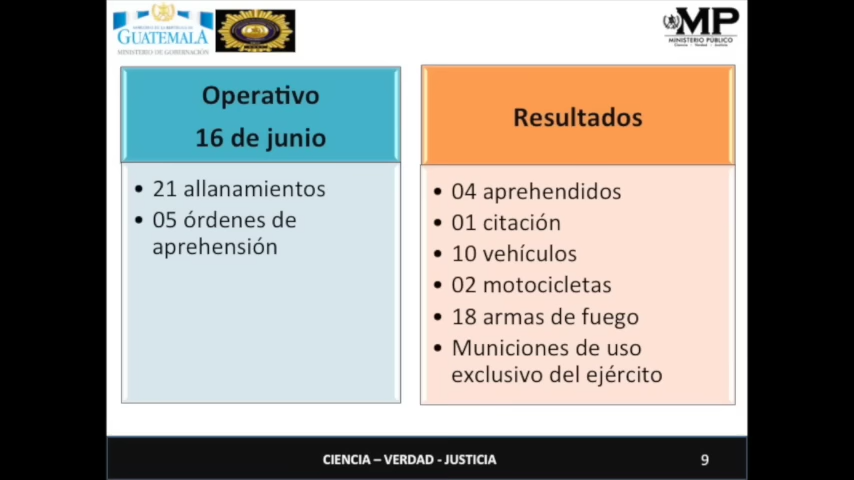 GUATEMALA
MINISTERIO DE GOBERNACIÓN
MP
MINISTERIO PÚBLICO
Operativo
16 de junio
• 21 allanamientos
• 05 órdenes de
aprehensión
Resultados
• 04 aprehendidos
• 01 citación
• 10 vehículos
• 02 motocicletas
• 18 armas de fuego
• Municiones de uso
exclusivo del ejército
CIENCIA – VERDAD - JUSTICIA
9